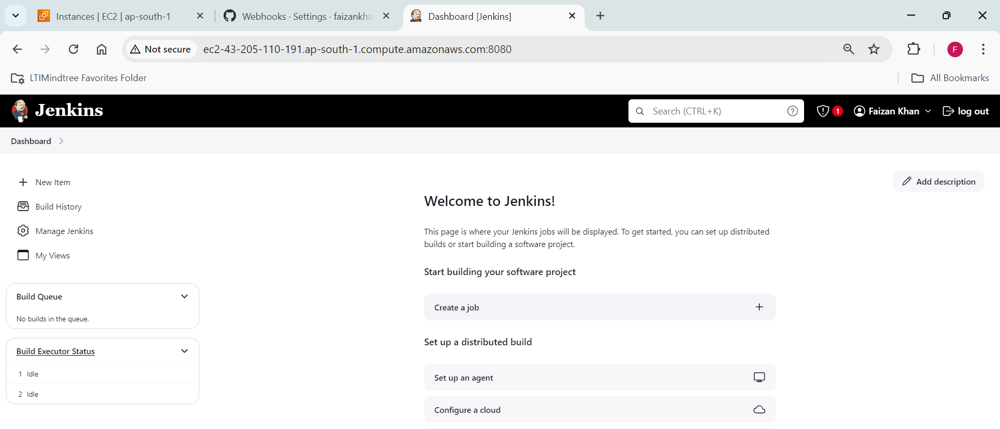 Instances | EC2 | ap-south-1
Webhooks · Settings · faizankha
Dashboard [Jenkins]
Not secure
ec2-43-205-110-191.ap-south-1.compute.amazonaws.com:8080
F
LTIMindtree Favorites Folder
All Bookmarks
Jenkins
Search (CTRL+K)
?
1
Faizan Khan
log out
Dashboard
New Item
Build History
Manage Jenkins
My Views
Add description
Build Queue
No builds in the queue.
Build Executor Status
1 Idle
2 Idle
Welcome to Jenkins!
This page is where your Jenkins jobs will be displayed. To get started, you can set up distributed
builds or start building a software project.
Start building your software project
Create a job
Set up a distributed build
Set up an agent
Configure a cloud